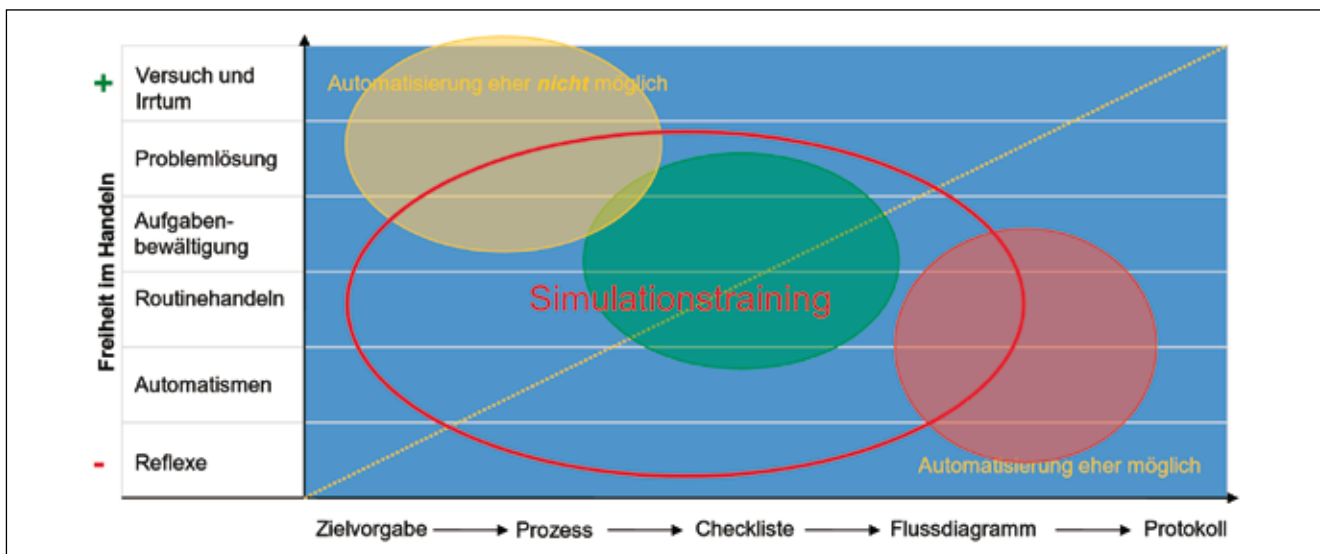 Freiheit im Handeln
+
Versuch und
Irrtum
Problemlösung
Aufgaben-
bewältigung
Routinehandeln
Automatismen
-
Reflexe
Automatisierung eher nicht möglich
Simulationstraining
Automatisierung eher möglich
Zielvorgabe
Prozess
Checkliste
Flussdiagramm
Protokoll